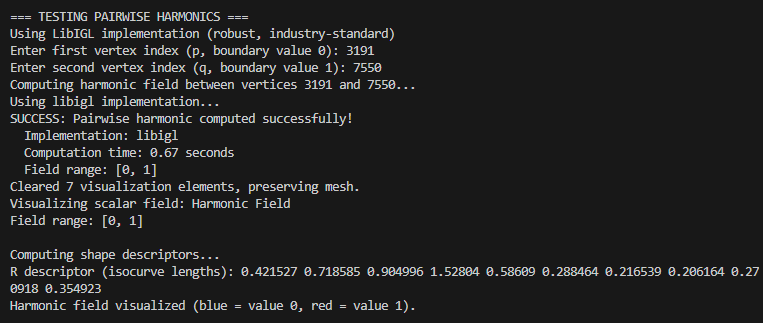 === TESTING PAIRWISE HARMONICS ===
Using LibIGL implementation (robust, industry-standard)
Enter first vertex index (p, boundary value 0): 3191
Enter second vertex index (q, boundary value 1): 7550
Computing harmonic field between vertices 3191 and 7550...
Using libigl implementation...
SUCCESS: Pairwise harmonic computed successfully!
  Implementation: libigl
  Computation time: 0.67 seconds
  Field range: [0, 1]
Cleared 7 visualization elements, preserving mesh.
Visualizing scalar field: Harmonic Field
Field range: [0, 1]

Computing shape descriptors...
R descriptor (isocurve lengths): 0.421527 0.718585 0.904996 1.52804 0.58609 0.288464 0.216539 0.206164 0.27
0918 0.354923
Harmonic field visualized (blue = value 0, red = value 1).